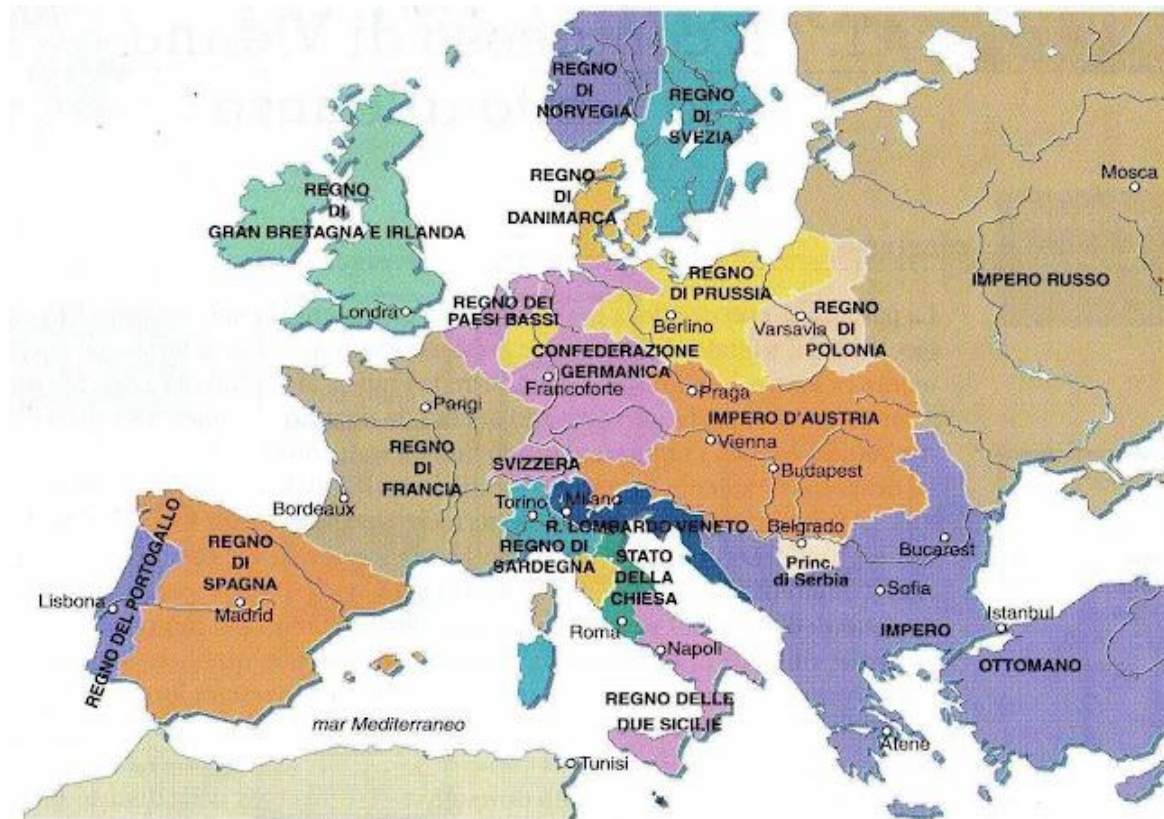 REGNO
DI
NORVEGIA
REGNO
DI
SVEZIA
Mosca
REGNO
DI
DANIMARCA
REGNO
DI
GRAN BRETAGNA E IRLANDA
REGNO
DI PRUSSIA
IMPERO RUSSO
Londra
REGNO DEI
PAESI BASSI
Berlino
Varsavia
REGNO
DI
POLONIA
CONFEDERAZIONE
GERMANICA
Francoforte
Praga
Parigi
IMPERO D'AUSTRIA
Vienna
REGNO
DI
FRANCIA
SVIZZERA
Budapest
Bordeaux
Torino
Milano
R. LOMBARDO VENETO
Belgrado
Bucarest
REGNO DI
SARDEGNA
STATO
DELLA
CHIESA
Princ.
di Serbia
REGNO DEL PORTOGALLO
REGNO
DI
SPAGNA
Lisbona
Madrid
Sofia
Istanbul
Roma
IMPERO
OTTOMANO
Napoli
REGNO DELLE
DUE SICILIE
mar Mediterraneo
Atene
Tunisi